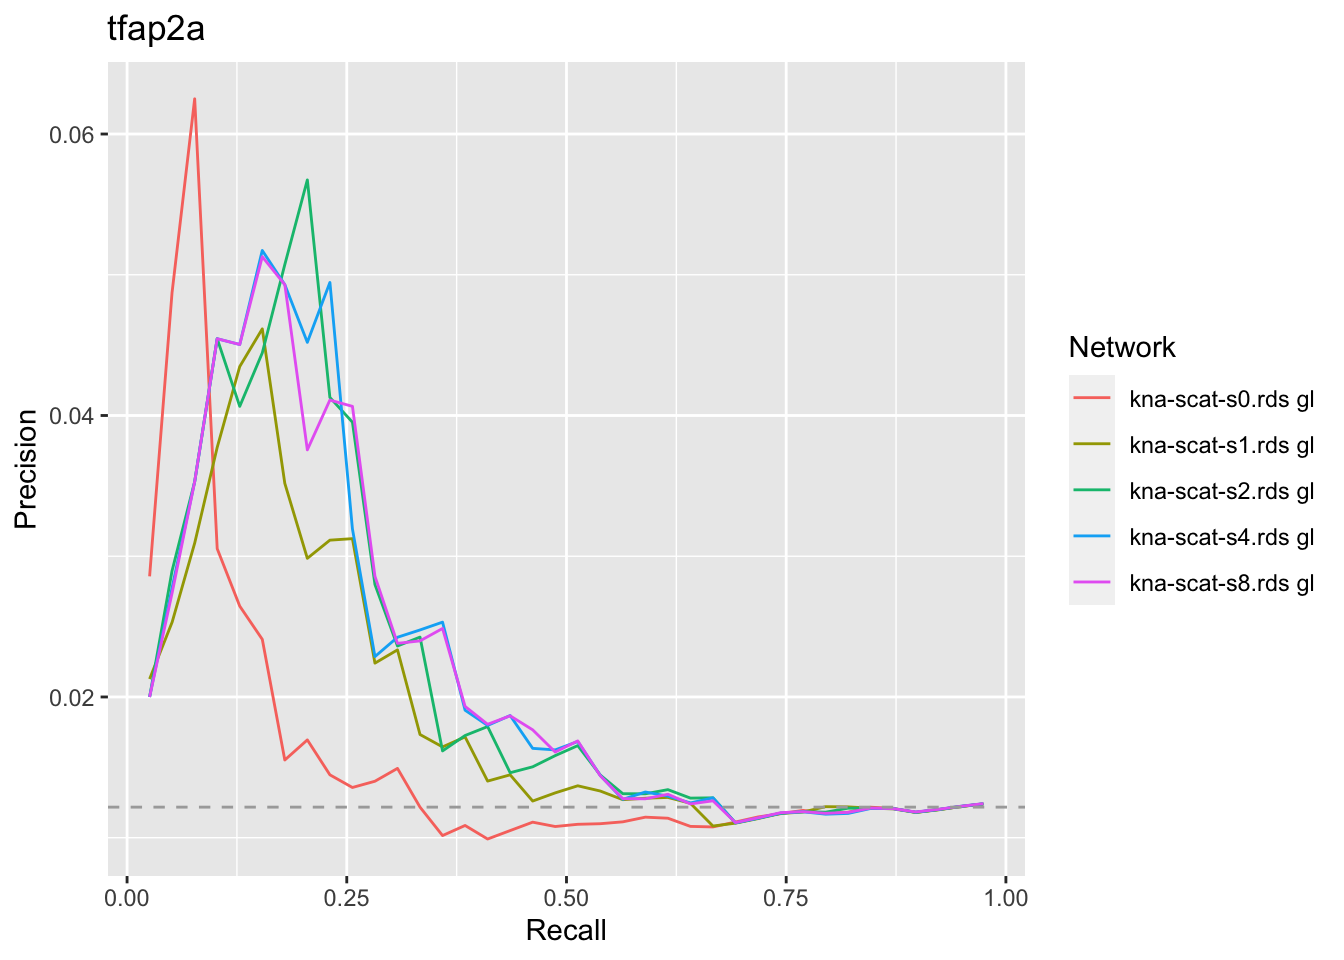 tfap2a
0.06
0.04
0.02
Precision
0.00 0.25 0.50 0.75 1.00
Recall
Network
kna-scat-s0.rds gl
kna-scat-s1.rds gl
kna-scat-s2.rds gl
kna-scat-s4.rds gl
kna-scat-s8.rds gl